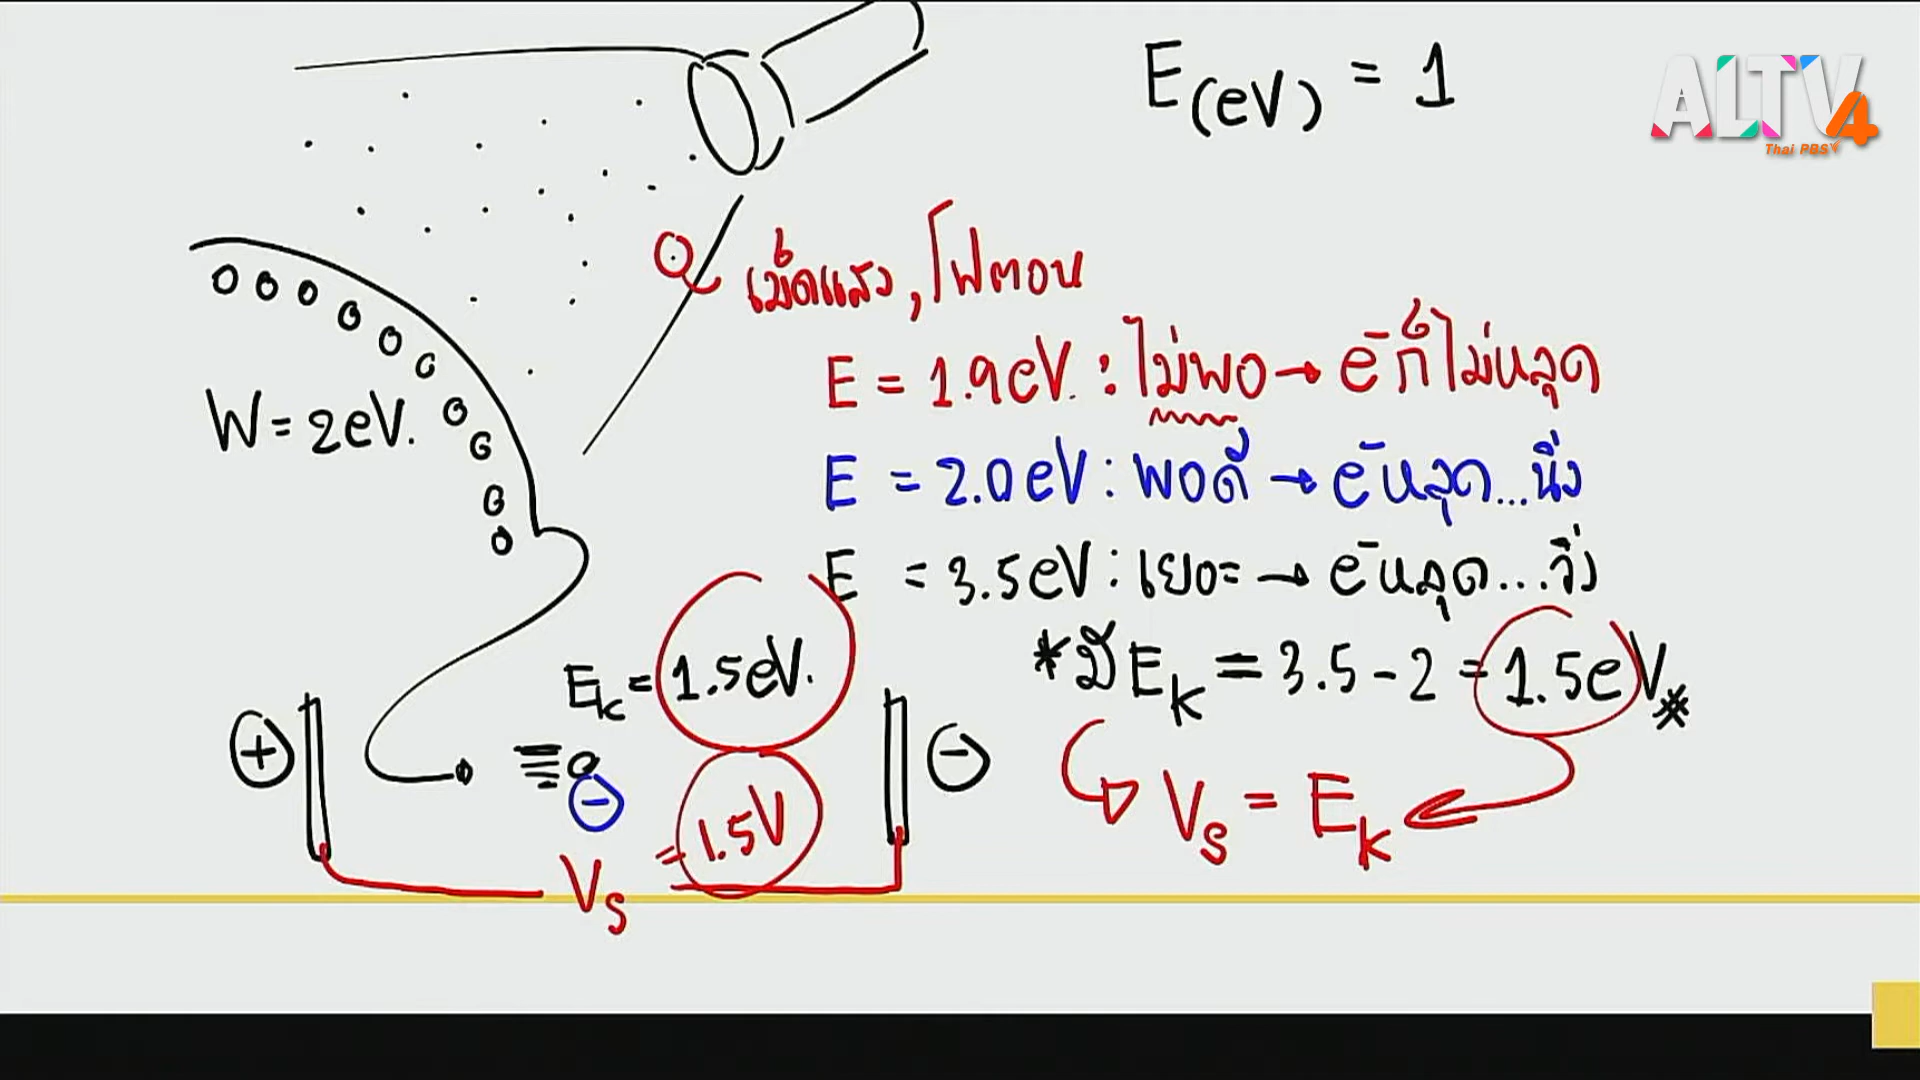 E(eV) = 1
ALTV4
Thai PBS
เม็ดแสง, โฟตอน
E = 1.9eV. : ไม่พอ → e⁻ก็ไม่หลุด
W = 2eV.
E = 2.0eV : พอดี → e⁻หลุด...นิ่ง
E = 3.5eV : เยอะ → e⁻หลุด...วิ่ง
Ek = 1.5eV.
*มี Ek = 3.5 - 2 = 1.5eV*
+
-
-
Vs = 1.5V
Vs = Ek